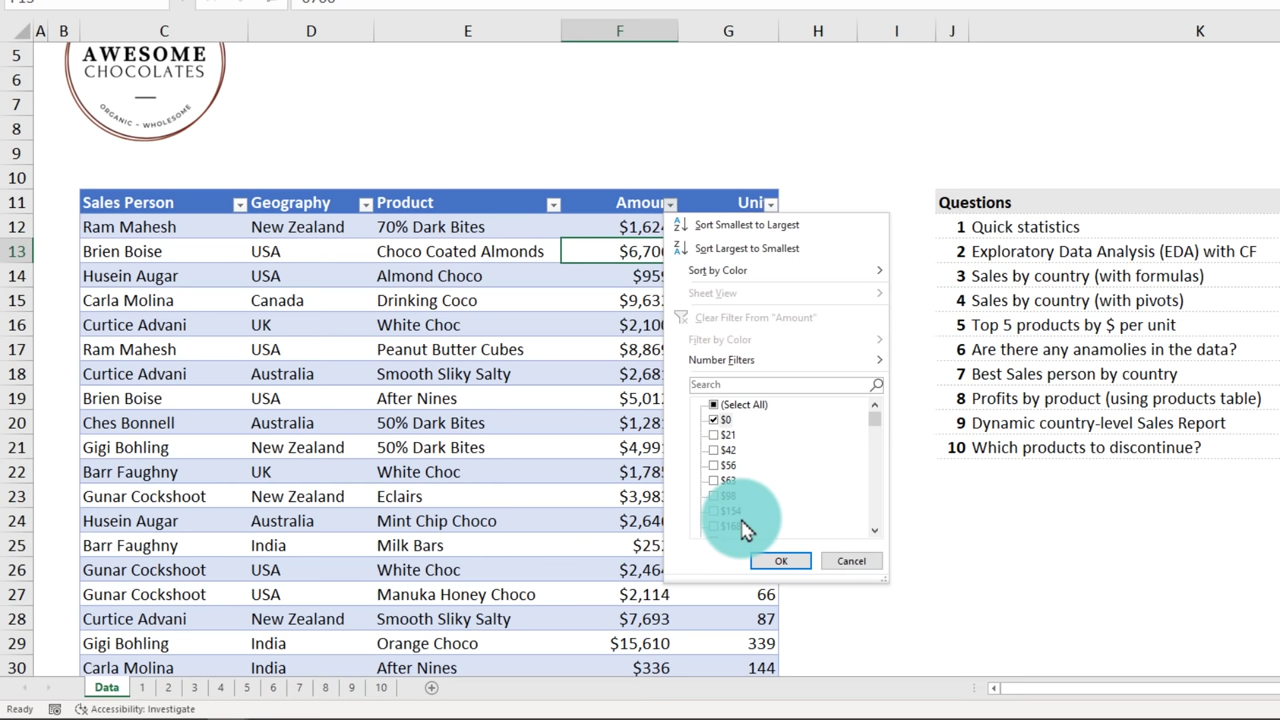 C D E F G H I J K
A B
5
AWESOME
CHOCOLATES
ORGANIC - WHOLESOME
6
7
8
9
10
11 Sales Person Geography Product Amou Uni Questions
12 Ram Mahesh New Zealand 70% Dark Bites $1,62 1 Quick statistics
13 Brien Boise USA Choco Coated Almonds $6,70 2 Exploratory Data Analysis (EDA) with CF
14 Husein Augar USA Almond Choco $959 3 Sales by country (with formulas)
15 Carla Molina Canada Drinking Coco $9,63 4 Sales by country (with pivots)
16 Curtice Advani UK White Choc $2,10 5 Top 5 products by $ per unit
17 Ram Mahesh USA Peanut Butter Cubes $8,86 6 Are there any anamolies in the data?
18 Curtice Advani Australia Smooth Sliky Salty $2,68 7 Best Sales person by country
19 Brien Boise USA After Nines $5,01 8 Profits by product (using products table)
20 Ches Bonnell Australia 50% Dark Bites $1,28 9 Dynamic country-level Sales Report
21 Gigi Bohling USA 50% Dark Bites $4,99 10 Which products to discontinue?
22 Barr Faughny UK White Choc $1,78
23 Gunar Cockshoot New Zealand Eclairs $3,98
24 Husein Augar Australia Mint Chip Choco $2,64
25 Barr Faughny India Milk Bars $25
26 Gunar Cockshoot USA White Choc $2,46
27 Gunar Cockshoot USA Manuka Honey Choco $2,114 66
28 Curtice Advani New Zealand Smooth Sliky Salty $7,693 87
29 Gigi Bohling India Orange Choco $15,610 339
30 Carla Molina India After Nines $336 144
Sort Smallest to Largest
Sort Largest to Smallest
Sort by Color
Sheet View
Clear Filter From "Amount"
Filter by Color
Number Filters
Search
(Select All)
$0
$21
$42
$56
$63
$98
$154
$168
OK Cancel
Data 1 2 3 4 5 6 7 8 9 10
Ready Accessibility: Investigate